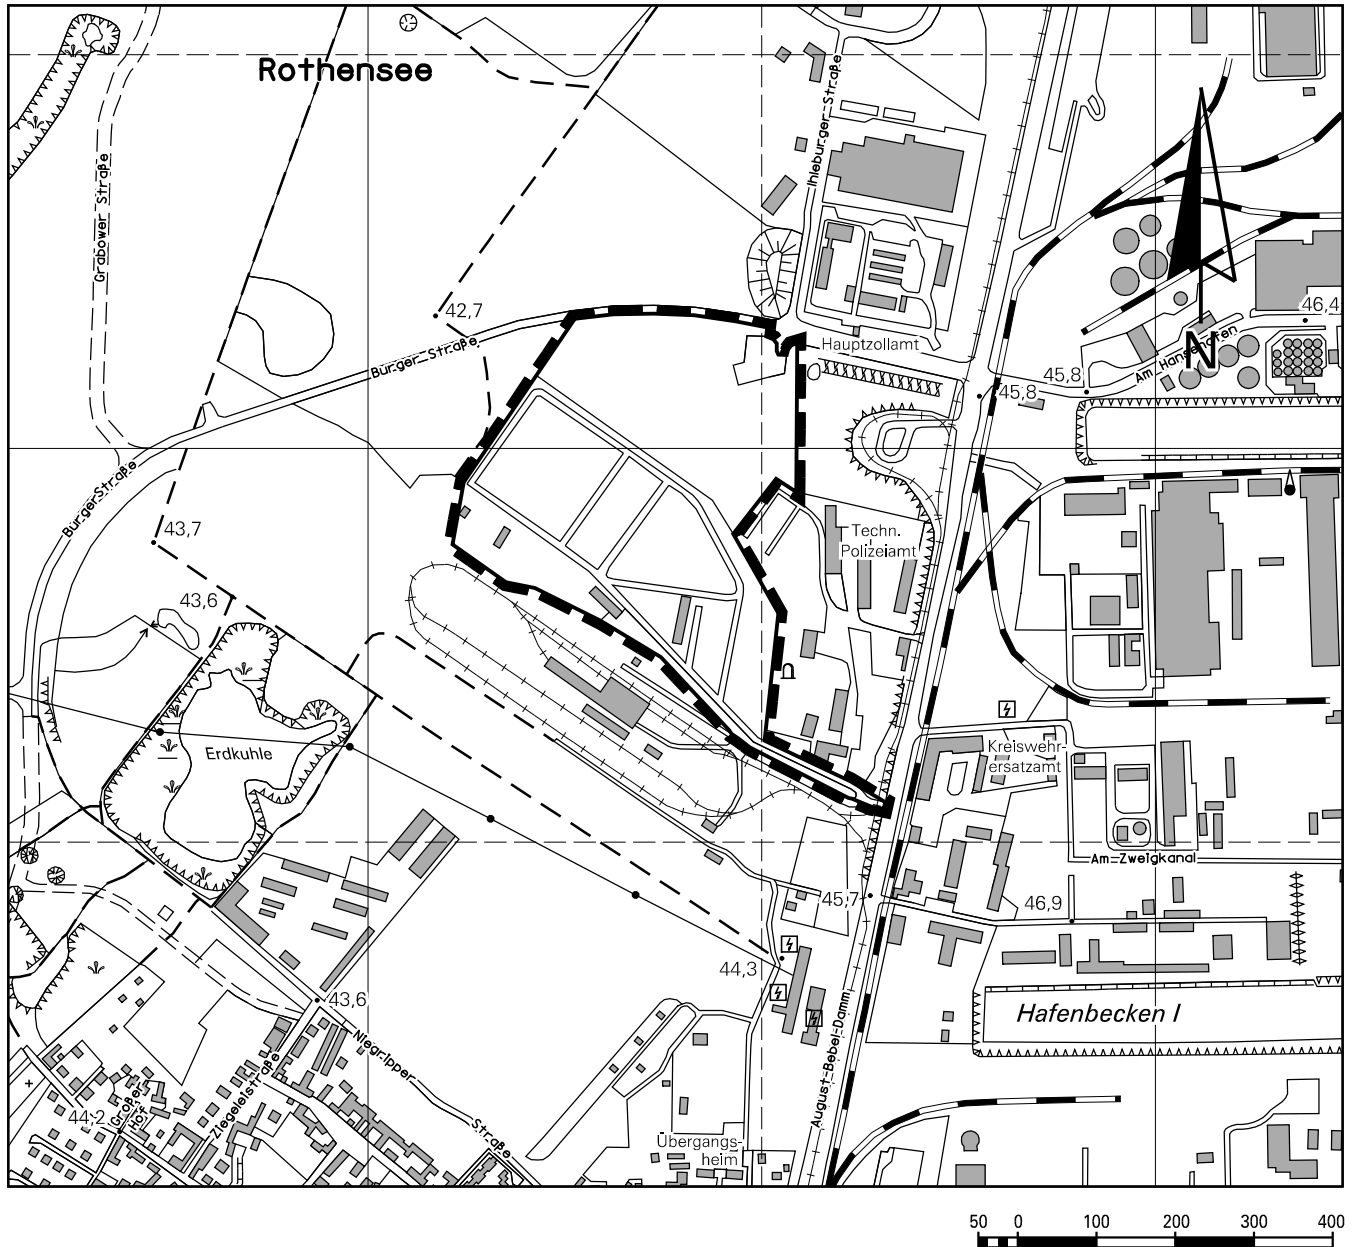 Rothensee
Grabower Straße
Ihleburger Straße
42,7
Burger Straße
Hauptzollamt
46,4
Am Hansehafen
N
45,8
45,8
Burger Straße
43,7
Techn.
Polizeiamt
43,6
Erdkuhle
Kreiswehr-
ersatzamt
Am Zweigkanal
45,7
46,9
44,3
43,6
Hafenbecken I
Niegripper
Straße
August-Bebel-Damm
Ziegeleistraße
44,2
Großer
Hof
Übergangs-
heim
50 0 100 200 300 400